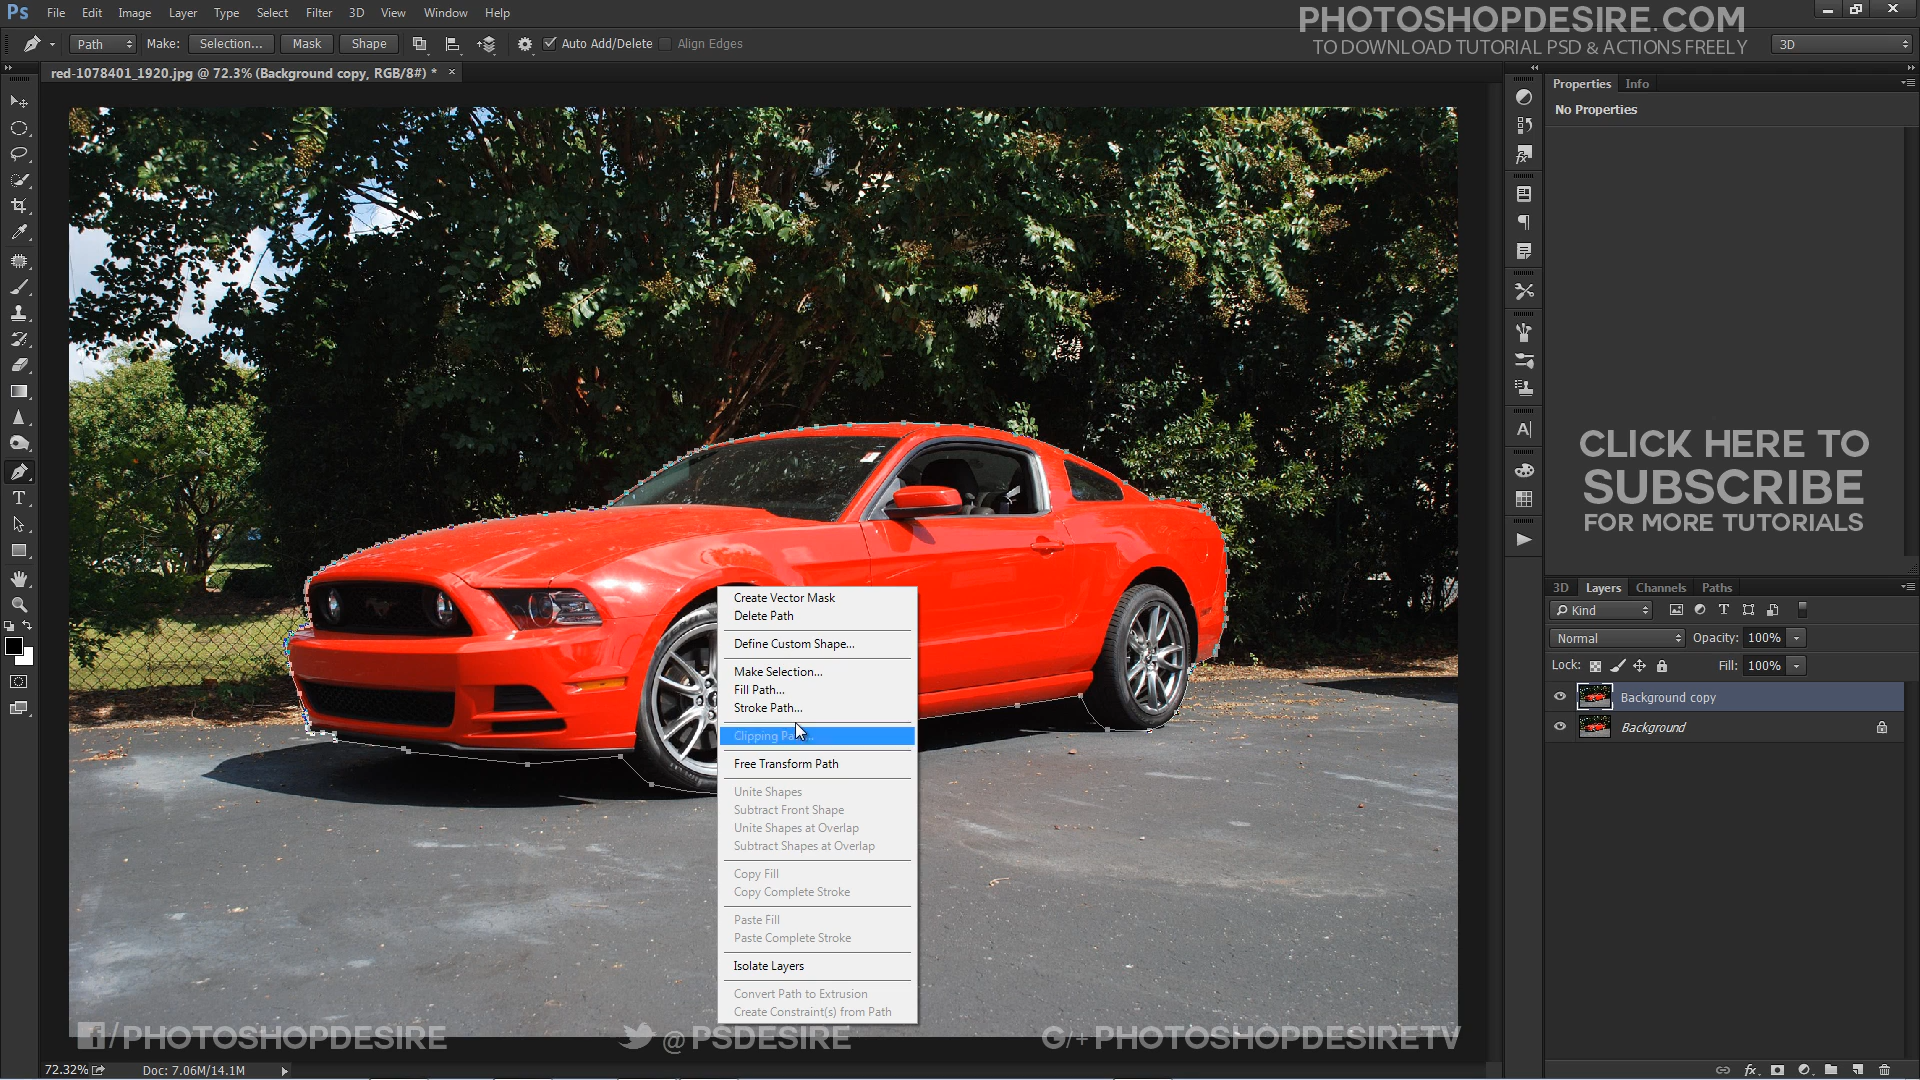 Ps File Edit Image Layer Type Select Filter 3D View Window Help
PHOTOSHOPDESIRE.COM
TO DOWNLOAD TUTORIAL PSD & ACTIONS FREELY
Path Make: Selection... Mask Shape Auto Add/Delete Align Edges
3D
red-1078401_1920.jpg @ 72.3% (Background copy, RGB/8#) * ×
Properties Info
No Properties
CLICK HERE TO
SUBSCRIBE
FOR MORE TUTORIALS
3D Layers Channels Paths
Kind
Normal Opacity: 100%
Lock: Fill: 100%
Background copy
Background
Create Vector Mask
Delete Path
Define Custom Shape...
Make Selection...
Fill Path...
Stroke Path...
Free Transform Path
Unite Shapes
Subtract Front Shape
Unite Shapes at Overlap
Subtract Shapes at Overlap
Copy Fill
Copy Complete Stroke
Paste Fill
Paste Complete Stroke
Isolate Layers
Convert Path to Extrusion
Create Constraint(s) from Path
f/PHOTOSHOPDESIRE
@PSDESIRE
G/+PHOTOSHOPDESIRETV
72.32% Doc: 7.06M/14.1M